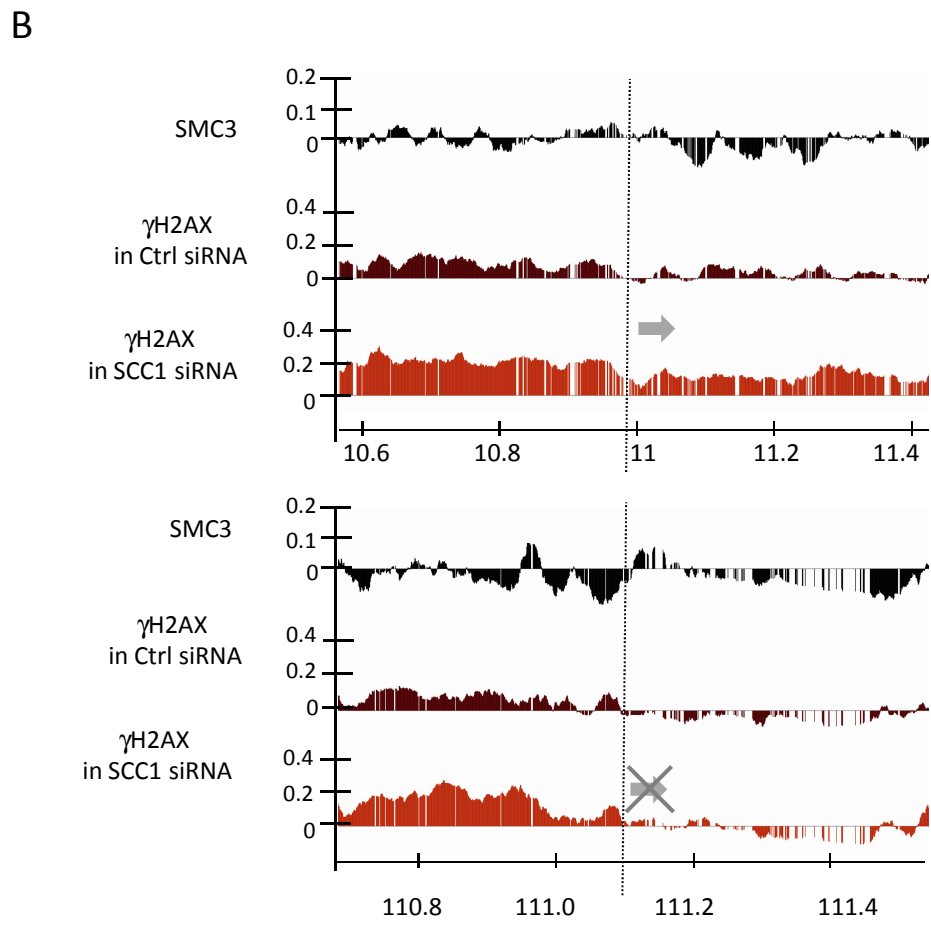 B
0.2
0.1
SMC3
0
0.4
γH2AX
in Ctrl siRNA
0.2
0
γH2AX
in SCC1 siRNA
0.4
0.2
0
10.6 10.8 11 11.2 11.4
0.2
SMC3
0.1
0
γH2AX
in Ctrl siRNA
0.4
0.2
0
γH2AX
in SCC1 siRNA
0.4
0.2
0
110.8 111.0 111.2 111.4